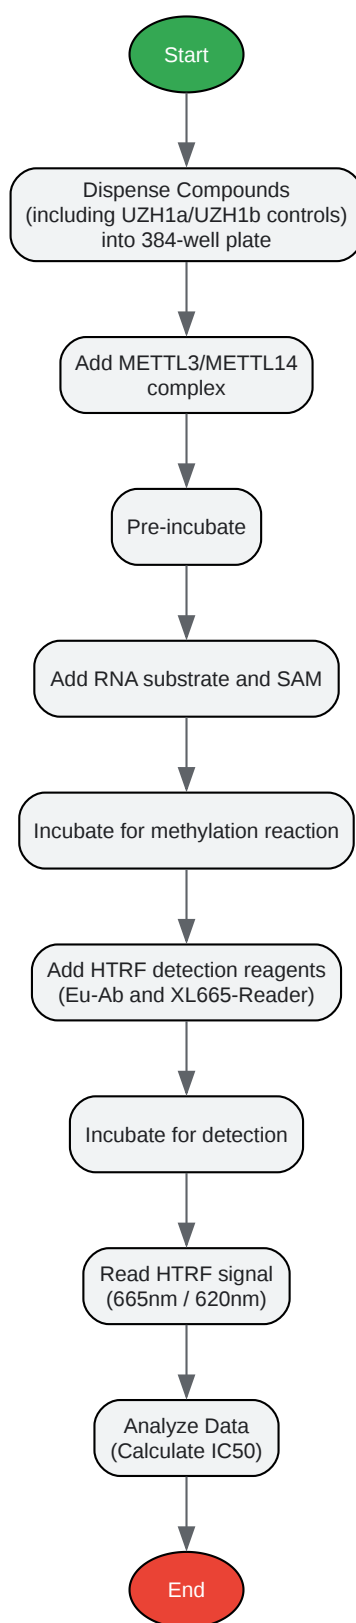 Start
Dispense Compounds
(including UZH1a/UZH1b controls)
into 384-well plate
Add METTL3/METTL14
complex
Pre-incubate
Add RNA substrate and SAM
Incubate for methylation reaction
Add HTRF detection reagents
(Eu-Ab and XL665-Reader)
Incubate for detection
Read HTRF signal
(665nm / 620nm)
Analyze Data
(Calculate IC50)
End